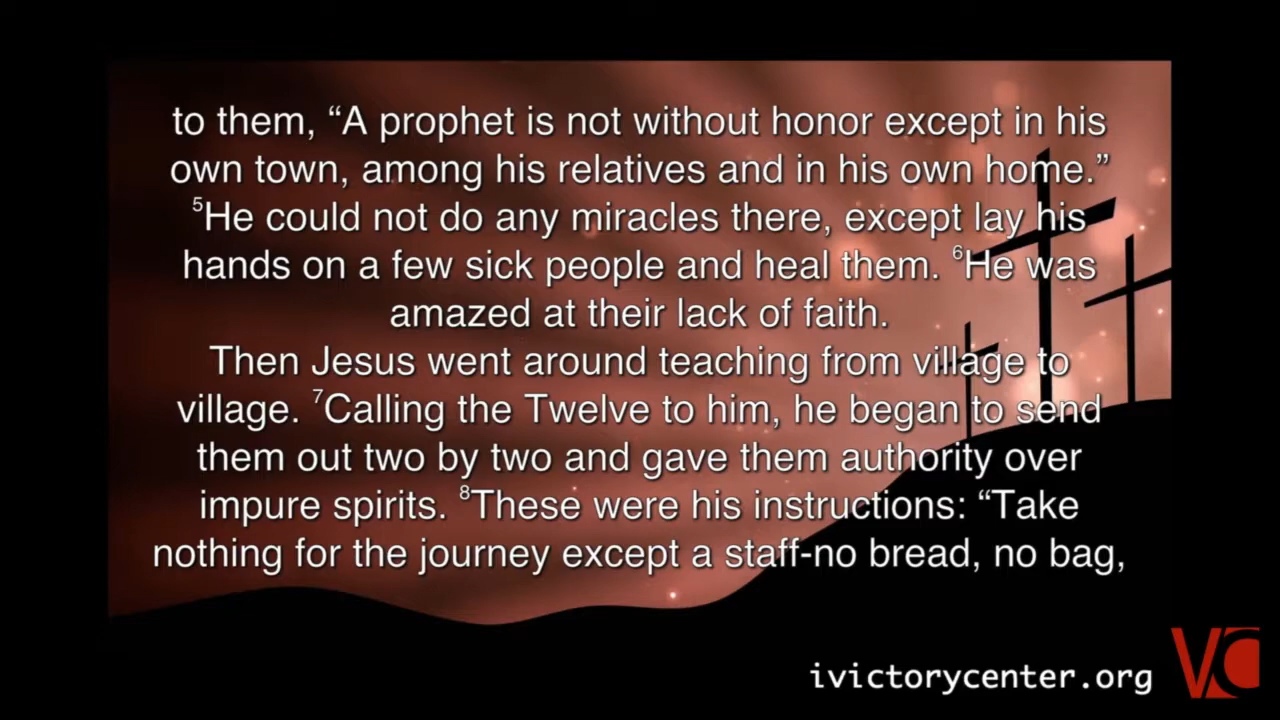 to them, “A prophet is not without honor except in his
own town, among his relatives and in his own home.”
⁵He could not do any miracles there, except lay his
hands on a few sick people and heal them. ⁶He was
amazed at their lack of faith.
Then Jesus went around teaching from village to
village. ⁷Calling the Twelve to him, he began to send
them out two by two and gave them authority over
impure spirits. ⁸These were his instructions: “Take
nothing for the journey except a staff-no bread, no bag,
ivictorycenter.org
VC